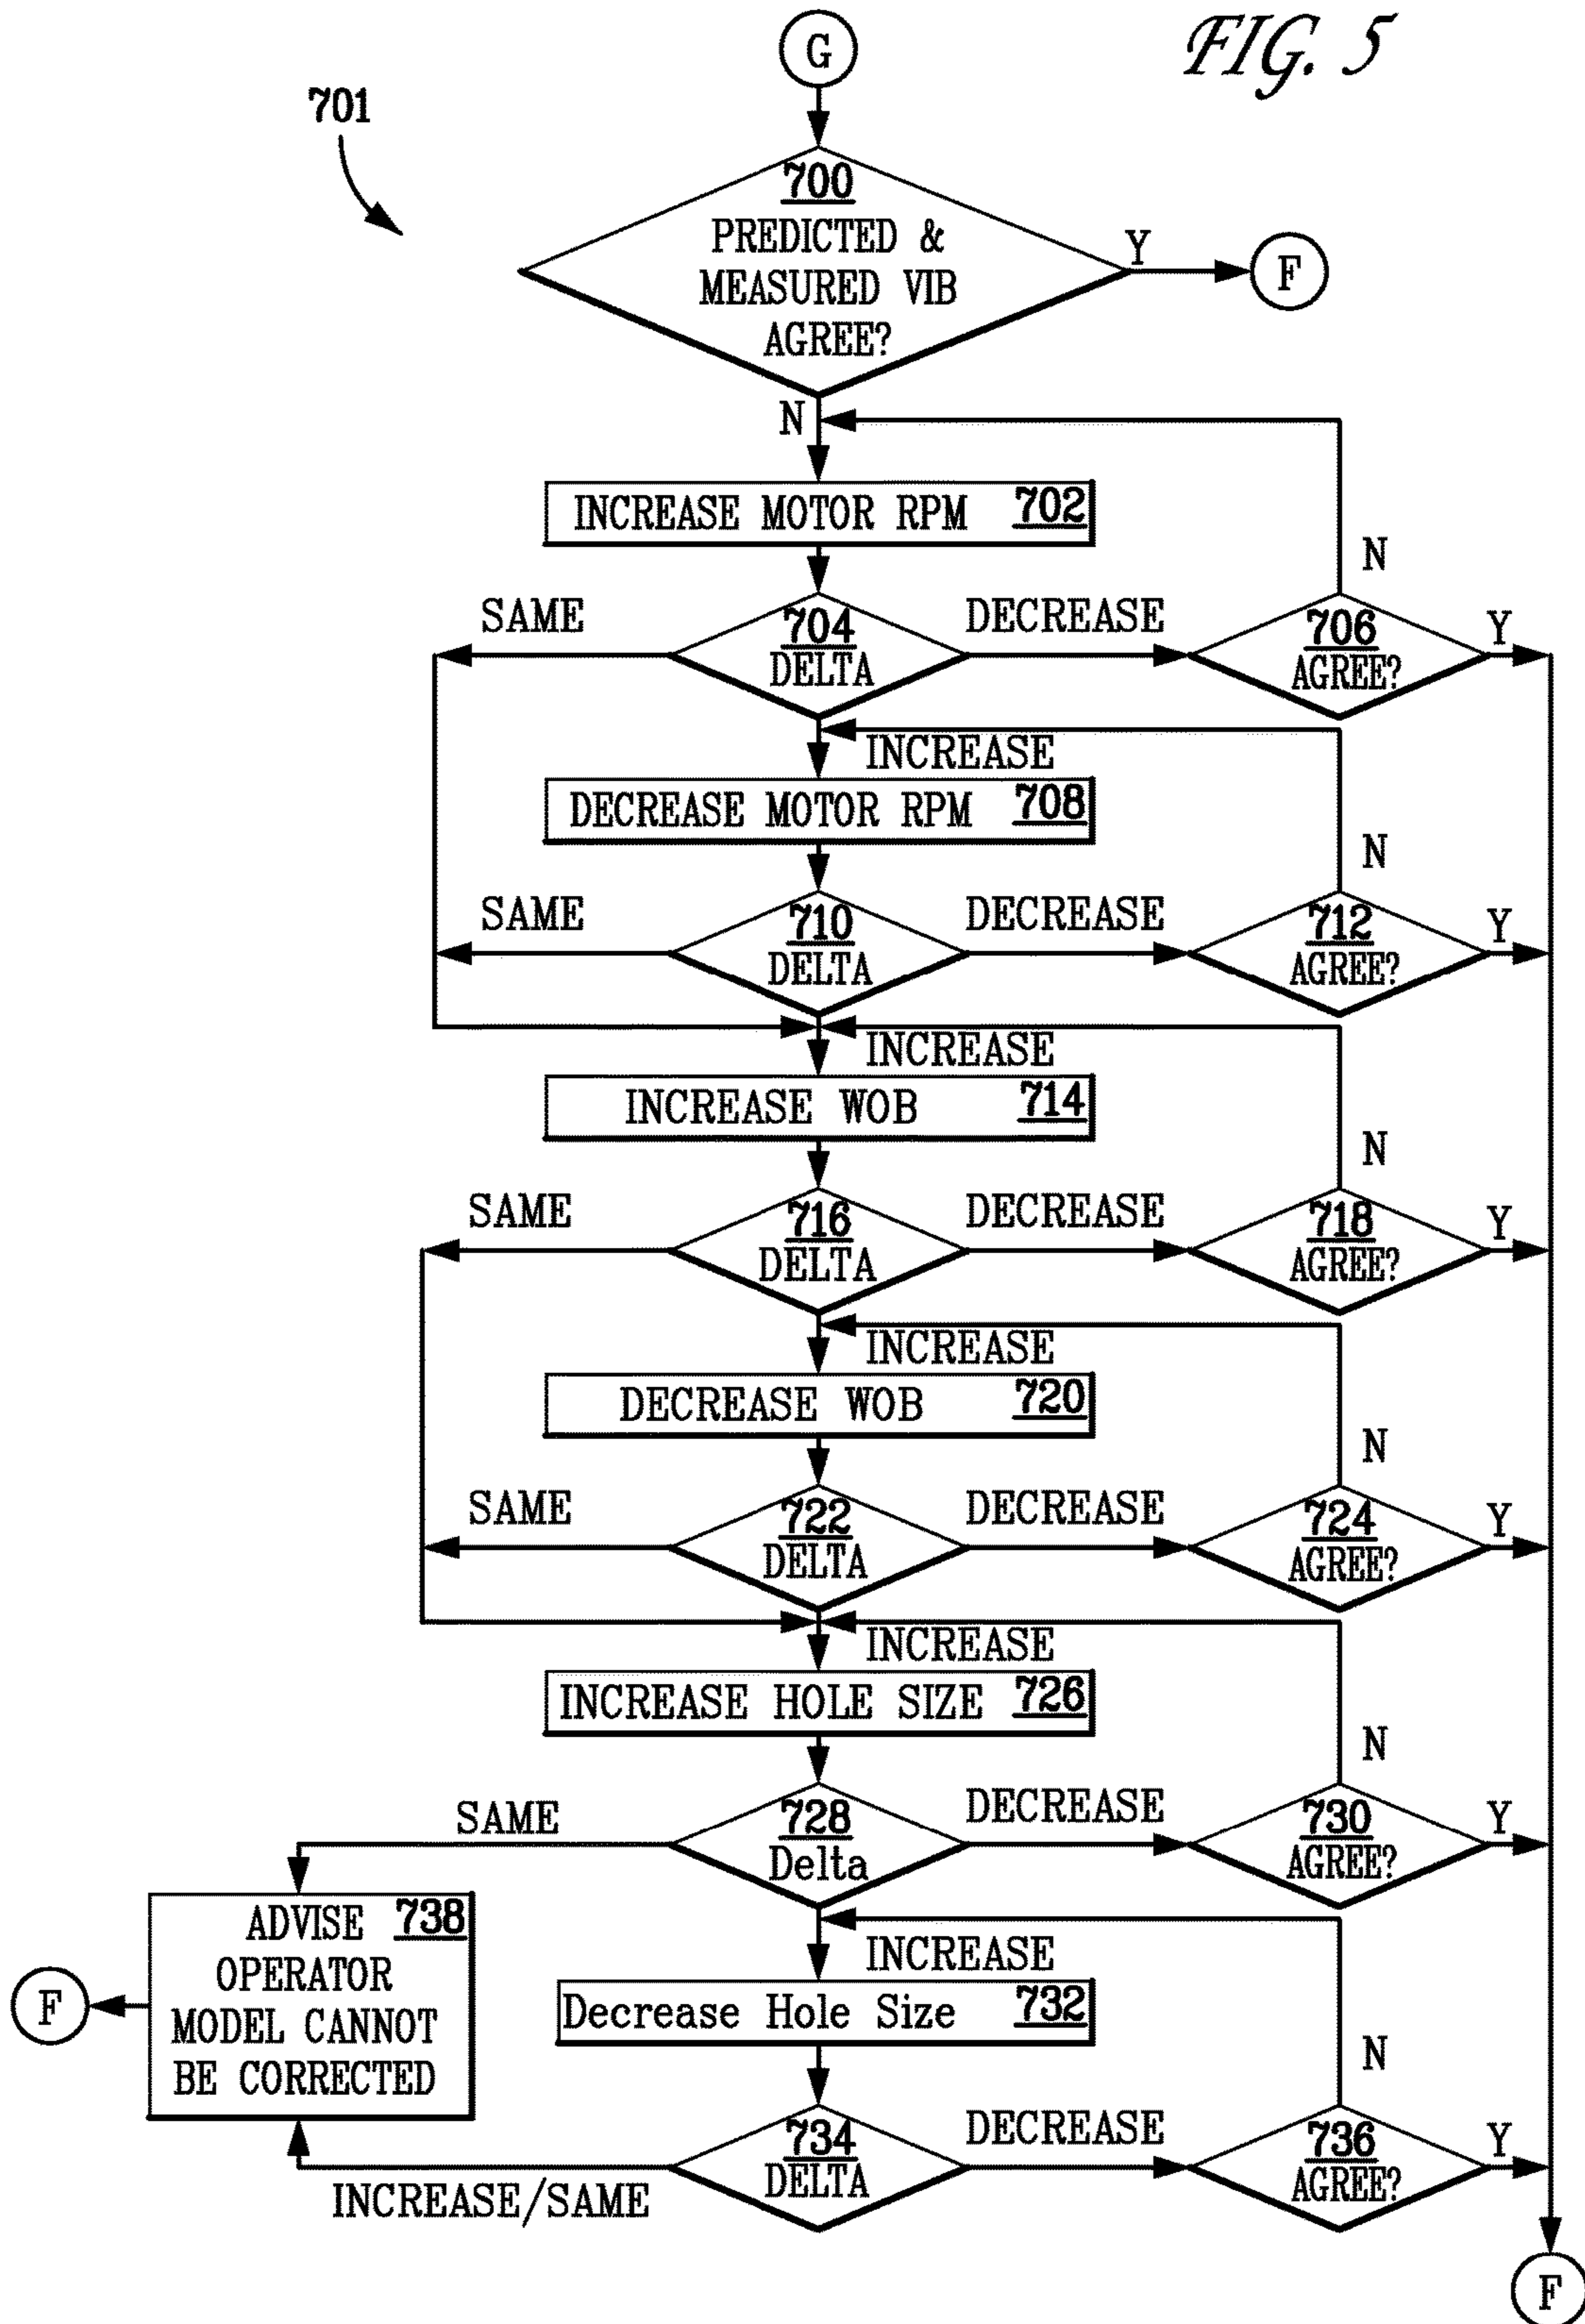 G
FIG. 5
701
700
PREDICTED &
MEASURED VIB
AGREE?
Y
F
N
INCREASE MOTOR RPM 702
N
SAME
704
DELTA
DECREASE
706
AGREE?
Y
INCREASE
DECREASE MOTOR RPM 708
N
SAME
710
DELTA
DECREASE
712
AGREE?
Y
INCREASE
INCREASE WOB 714
N
SAME
716
DELTA
DECREASE
718
AGREE?
Y
INCREASE
DECREASE WOB 720
N
SAME
722
DELTA
DECREASE
724
AGREE?
Y
INCREASE
INCREASE HOLE SIZE 726
N
SAME
728
Delta
DECREASE
730
AGREE?
Y
ADVISE 738
OPERATOR
MODEL CANNOT
BE CORRECTED
F
INCREASE
Decrease Hole Size 732
N
INCREASE/SAME
734
DELTA
DECREASE
736
AGREE?
Y
F